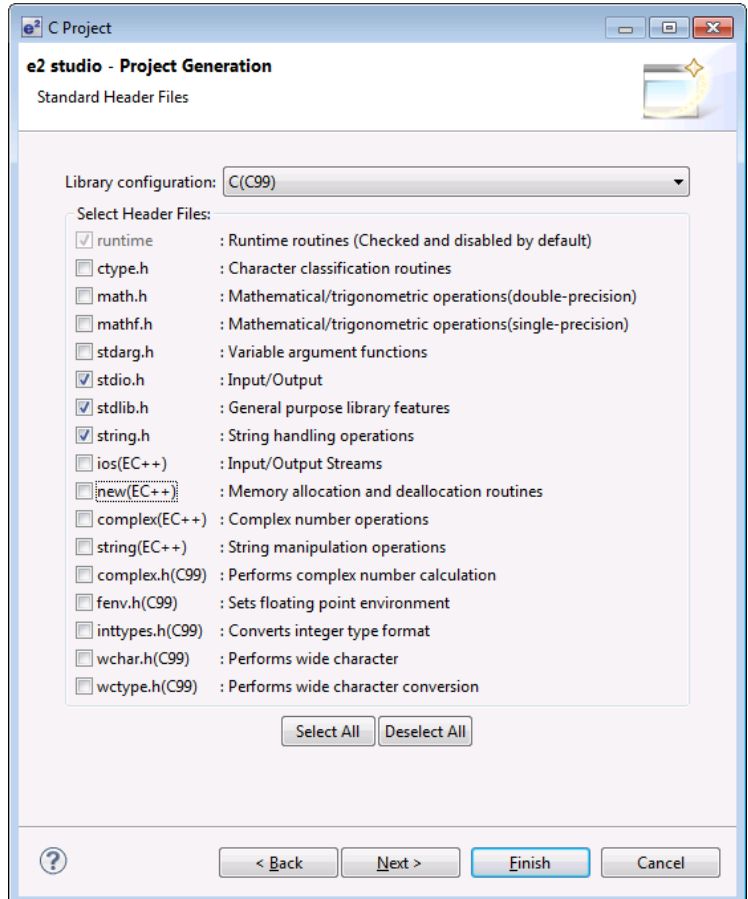 e² C Project
e2 studio - Project Generation
Standard Header Files
Library configuration: C(C99)
Select Header Files:
runtime : Runtime routines (Checked and disabled by default)
ctype.h : Character classification routines
math.h : Mathematical/trigonometric operations(double-precision)
mathf.h : Mathematical/trigonometric operations(single-precision)
stdarg.h : Variable argument functions
stdio.h : Input/Output
stdlib.h : General purpose library features
string.h : String handling operations
ios(EC++) : Input/Output Streams
new(EC++) : Memory allocation and deallocation routines
complex(EC++) : Complex number operations
string(EC++) : String manipulation operations
complex.h(C99) : Performs complex number calculation
fenv.h(C99) : Sets floating point environment
inttypes.h(C99) : Converts integer type format
wchar.h(C99) : Performs wide character
wctype.h(C99) : Performs wide character conversion
Select All Deselect All
? < Back Next > Finish Cancel